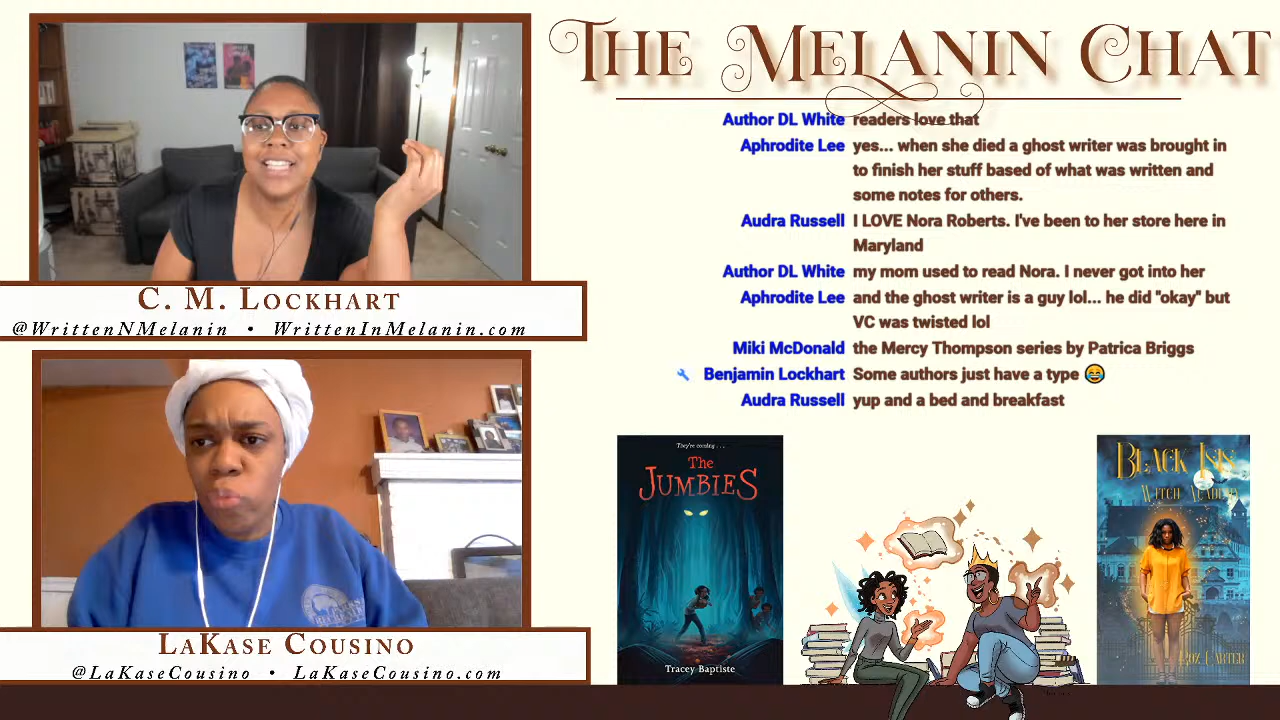 THE MELANIN CHAT
C. M. LOCKHART
@WrittenNMelanin • WrittenInMelanin.com
LAKASE COUSINO
@LaKaseCousino • LaKaseCousino.com
Author DL White readers love that
Aphrodite Lee yes... when she died a ghost writer was brought in
to finish her stuff based of what was written and
some notes for others.
Audra Russell I LOVE Nora Roberts. I've been to her store here in
Maryland
Author DL White my mom used to read Nora. I never got into her
Aphrodite Lee and the ghost writer is a guy lol... he did "okay" but
VC was twisted lol
Miki McDonald the Mercy Thompson series by Patrica Briggs
Benjamin Lockhart Some authors just have a type 😂
Audra Russell yup and a bed and breakfast
They're coming . . .
The
JUMBIES
Tracey Baptiste
BLACK ISIS
WITCH ACADEMY
CARTER